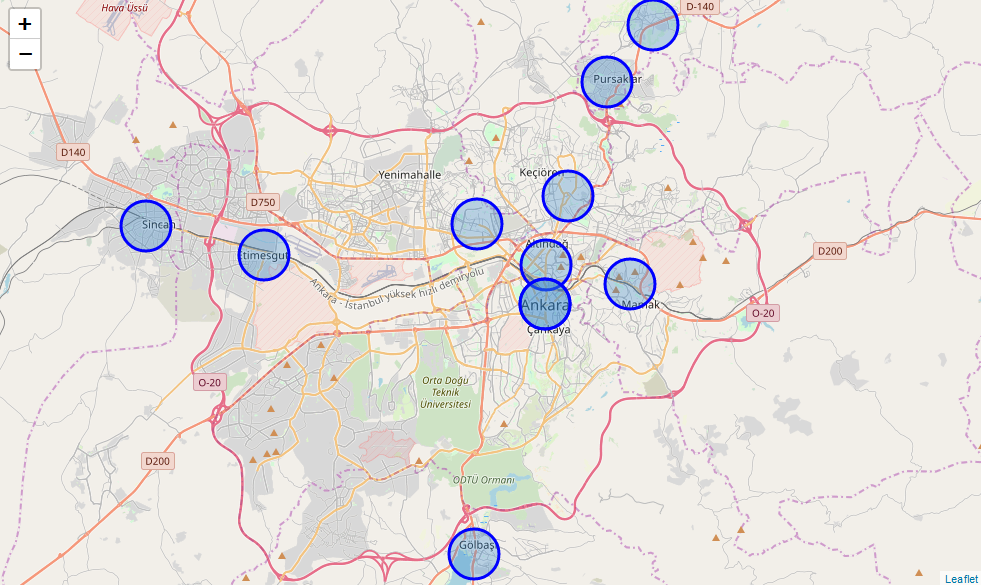 Hava Üssü
D-140
+
−
Pursaklar
D140
Yenimahalle
Keçiören
D750
Sincan
Altındağ
Etimesgut
D200
Ankara - İstanbul yüksek hızlı demiryolu
Ankara
Mamak
O-20
Çankaya
O-20
Orta Doğu
Teknik
Üniversitesi
D200
ODTÜ Ormanı
Gölbaşı
Leaflet